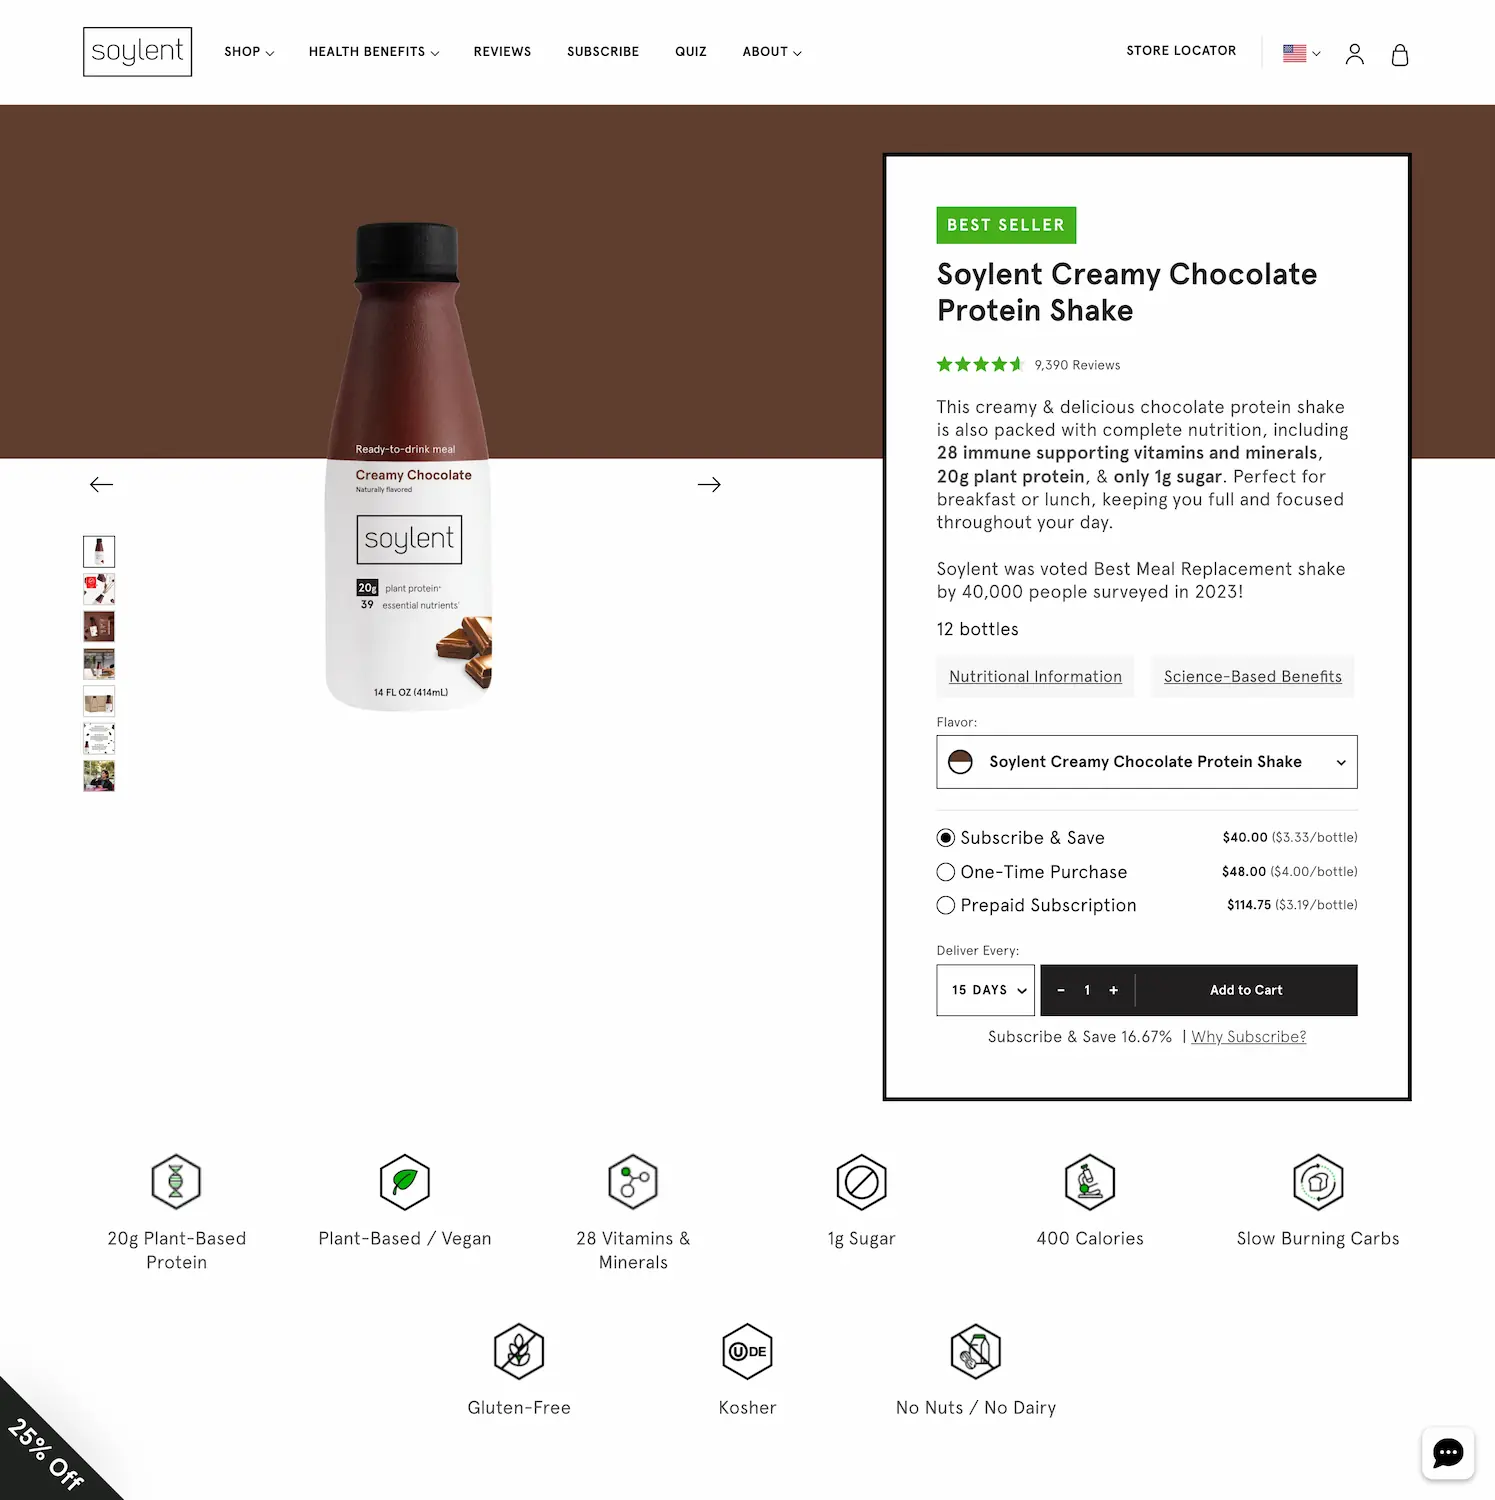 soylent
SHOP
HEALTH BENEFITS
REVIEWS
SUBSCRIBE
QUIZ
ABOUT
STORE LOCATOR
Ready-to-drink meal
Creamy Chocolate
Naturally flavored
soylent
20g plant protein
39 essential nutrients
14 FL OZ (414mL)
BEST SELLER
Soylent Creamy Chocolate
Protein Shake
9,390 Reviews
This creamy & delicious chocolate protein shake
is also packed with complete nutrition, including
28 immune supporting vitamins and minerals,
20g plant protein, & only 1g sugar. Perfect for
breakfast or lunch, keeping you full and focused
throughout your day.
Soylent was voted Best Meal Replacement shake
by 40,000 people surveyed in 2023!
12 bottles
Nutritional Information
Science-Based Benefits
Flavor:
Soylent Creamy Chocolate Protein Shake
Subscribe & Save $40.00 ($3.33/bottle)
One-Time Purchase $48.00 ($4.00/bottle)
Prepaid Subscription $114.75 ($3.19/bottle)
Deliver Every:
15 DAYS - 1 + Add to Cart
Subscribe & Save 16.67% | Why Subscribe?
20g Plant-Based
Protein
Plant-Based / Vegan
28 Vitamins &
Minerals
1g Sugar
400 Calories
Slow Burning Carbs
Gluten-Free
U DE
Kosher
No Nuts / No Dairy
25% Off